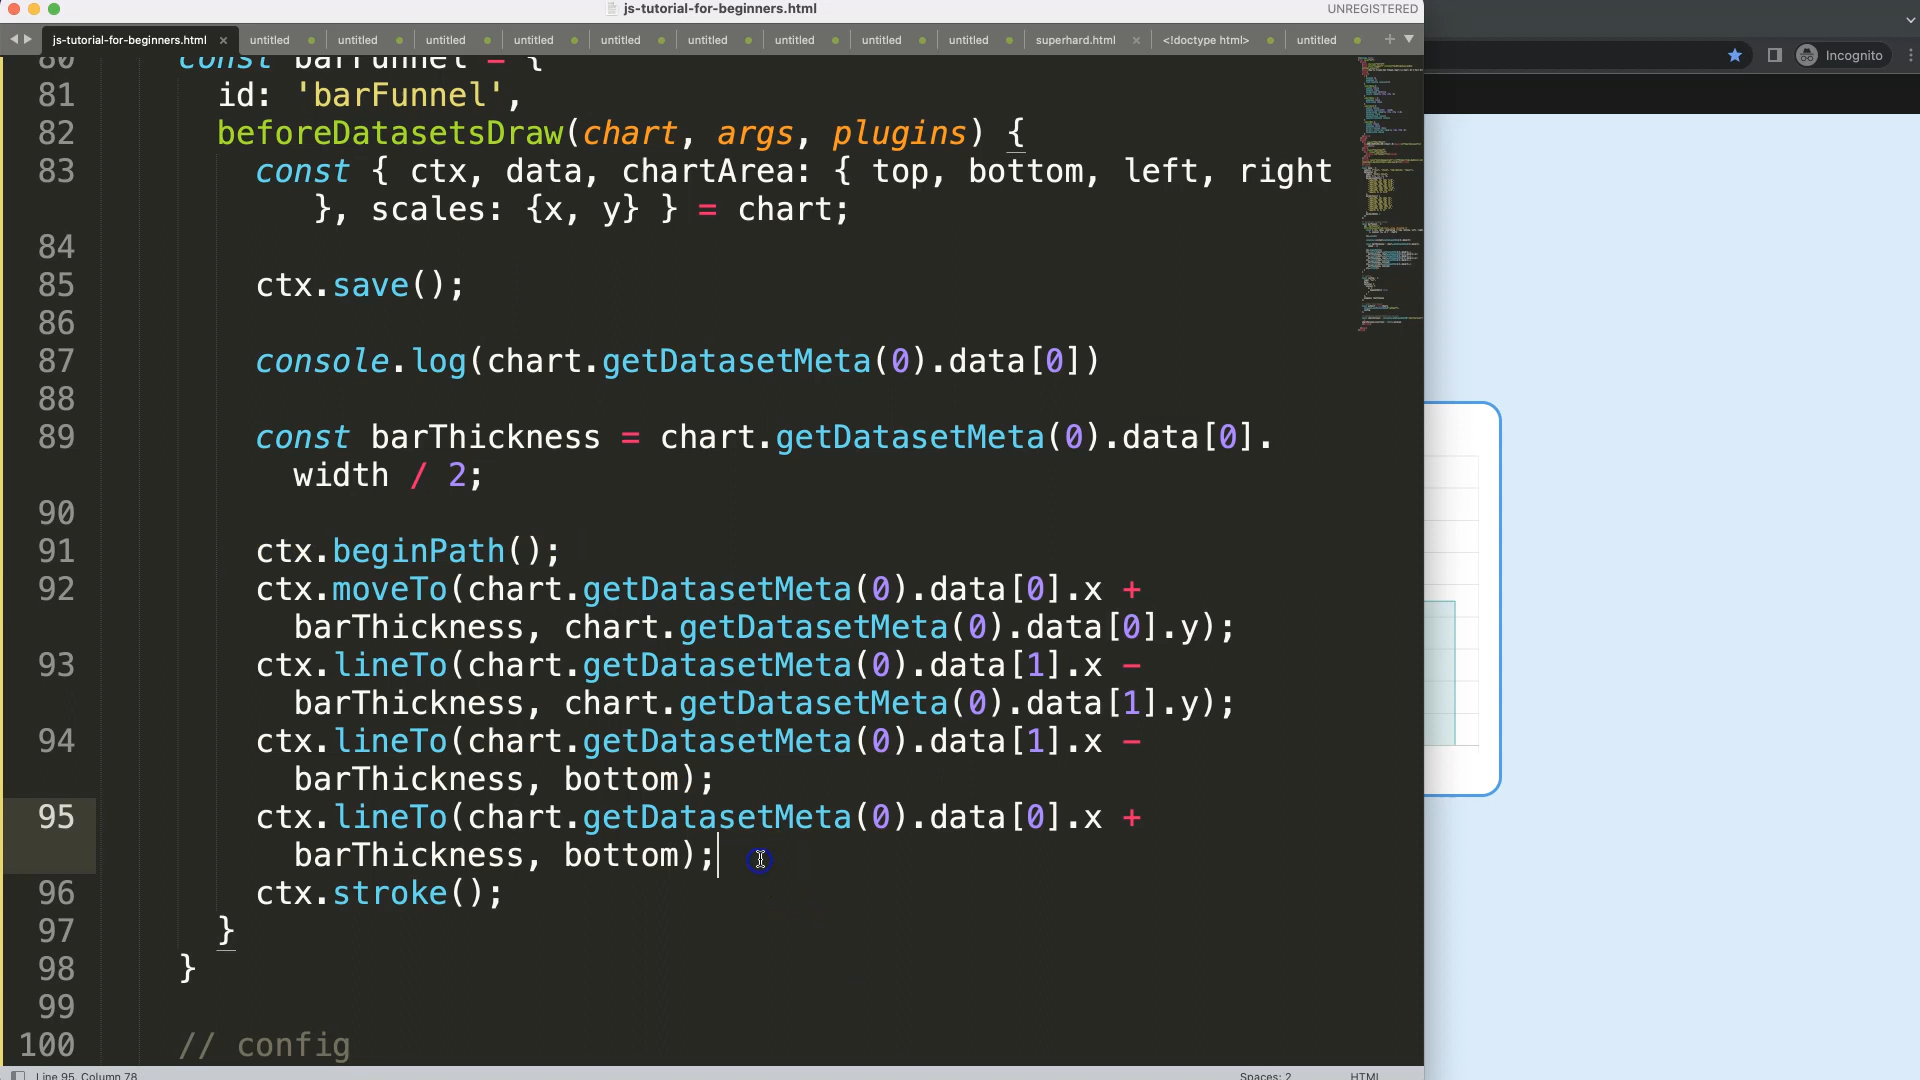 js-tutorial-for-beginners.html
UNREGISTERED
js-tutorial-for-beginners.html × untitled untitled untitled untitled untitled untitled untitled untitled untitled superhard.html × <!doctype html> untitled
Incognito
80 const barFunnel = {
81 id: 'barFunnel',
82 beforeDatasetsDraw(chart, args, plugins) {
83 const { ctx, data, chartArea: { top, bottom, left, right
}, scales: {x, y} } = chart;
84
85 ctx.save();
86
87 console.log(chart.getDatasetMeta(0).data[0])
88
89 const barThickness = chart.getDatasetMeta(0).data[0].
width / 2;
90
91 ctx.beginPath();
92 ctx.moveTo(chart.getDatasetMeta(0).data[0].x +
barThickness, chart.getDatasetMeta(0).data[0].y);
93 ctx.lineTo(chart.getDatasetMeta(0).data[1].x -
barThickness, chart.getDatasetMeta(0).data[1].y);
94 ctx.lineTo(chart.getDatasetMeta(0).data[1].x -
barThickness, bottom);
95 ctx.lineTo(chart.getDatasetMeta(0).data[0].x +
barThickness, bottom);
96 ctx.stroke();
97 }
98 }
99
100 // config
Line 95, Column 78
Spaces: 2
HTML